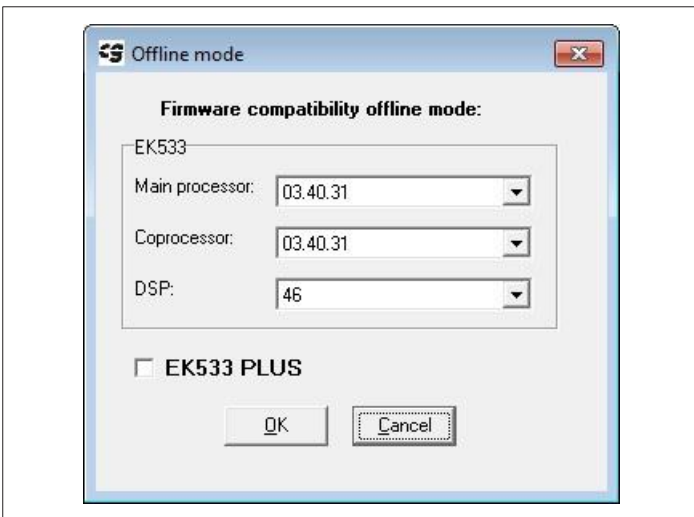 Offline mode
Firmware compatibility offline mode:
EK533
Main processor: 03.40.31
Coprocessor: 03.40.31
DSP: 46
EK533 PLUS
OK Cancel